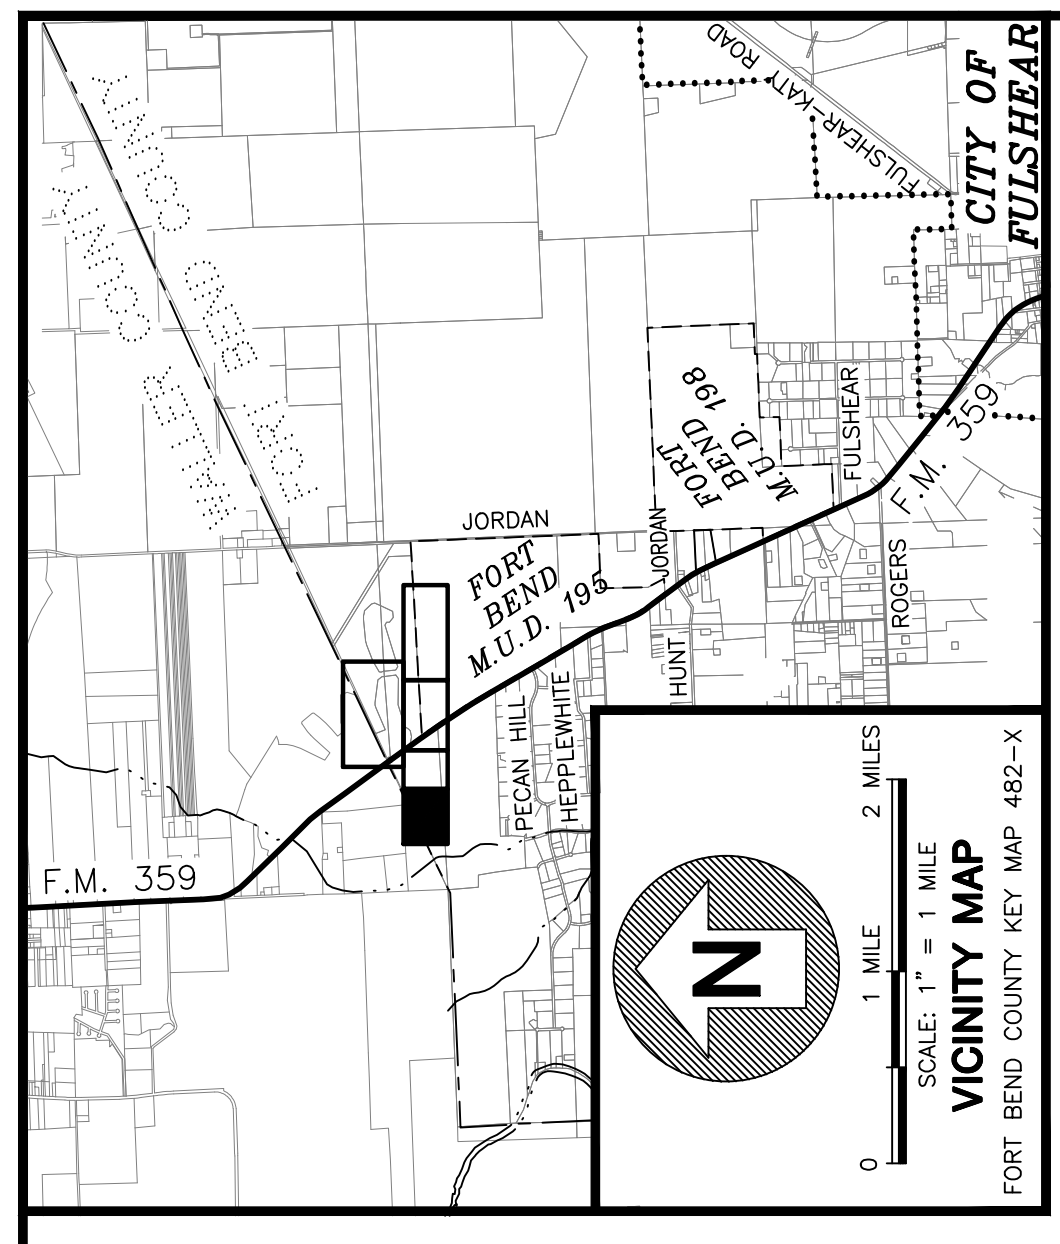 WALLER COUNTY
FORT BEND COUNTY
FULSHEAR-KATY ROAD
CITY OF
FULSHEAR
FORT
BEND 198
M.U.D.
FULSHEAR
F.M. 359
JORDAN
JORDAN
FORT
BEND
M.U.D. 195
ROGERS
HUNT
PECAN HILL
HEPPLEWHITE
F.M. 359
N
0 1 MILE 2 MILES
SCALE: 1" = 1 MILE
VICINITY MAP
FORT BEND COUNTY KEY MAP 482-X